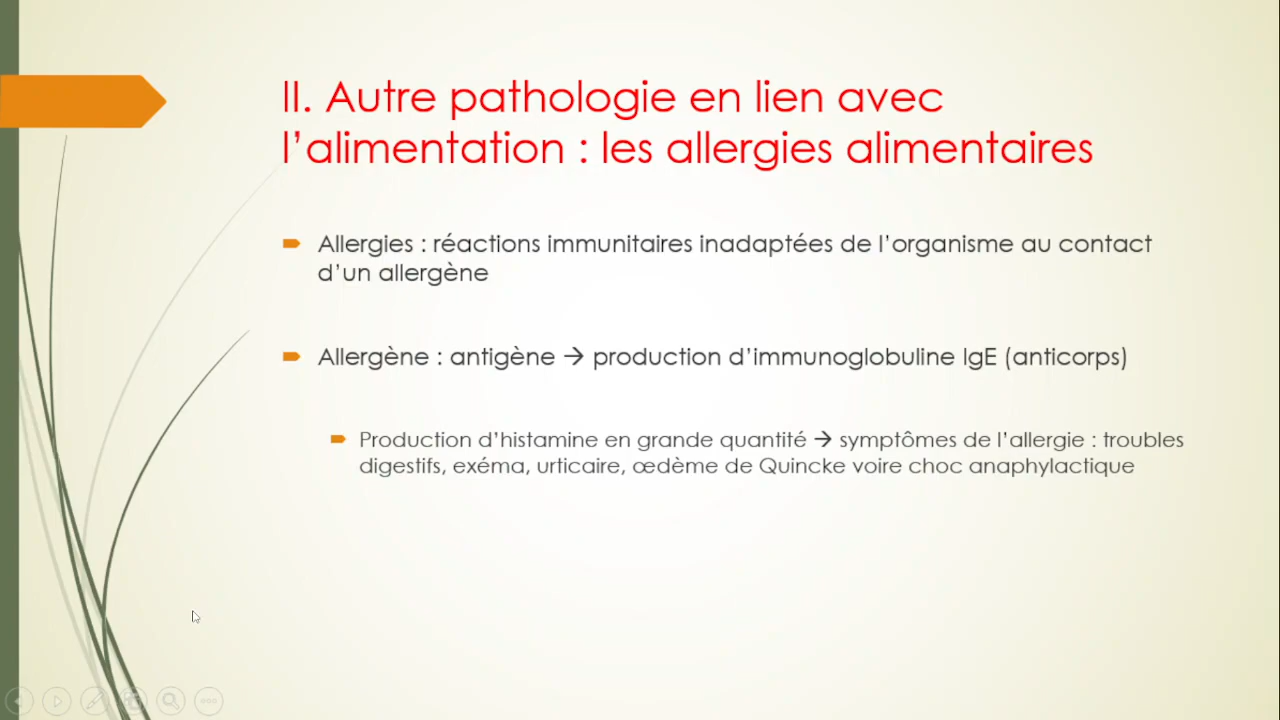 II. Autre pathologie en lien avec
l’alimentation : les allergies alimentaires
Allergies : réactions immunitaires inadaptées de l’organisme au contact
d’un allergène
Allergène : antigène → production d’immunoglobuline IgE (anticorps)
Production d’histamine en grande quantité → symptômes de l’allergie : troubles
digestifs, exéma, urticaire, œdème de Quincke voire choc anaphylactique